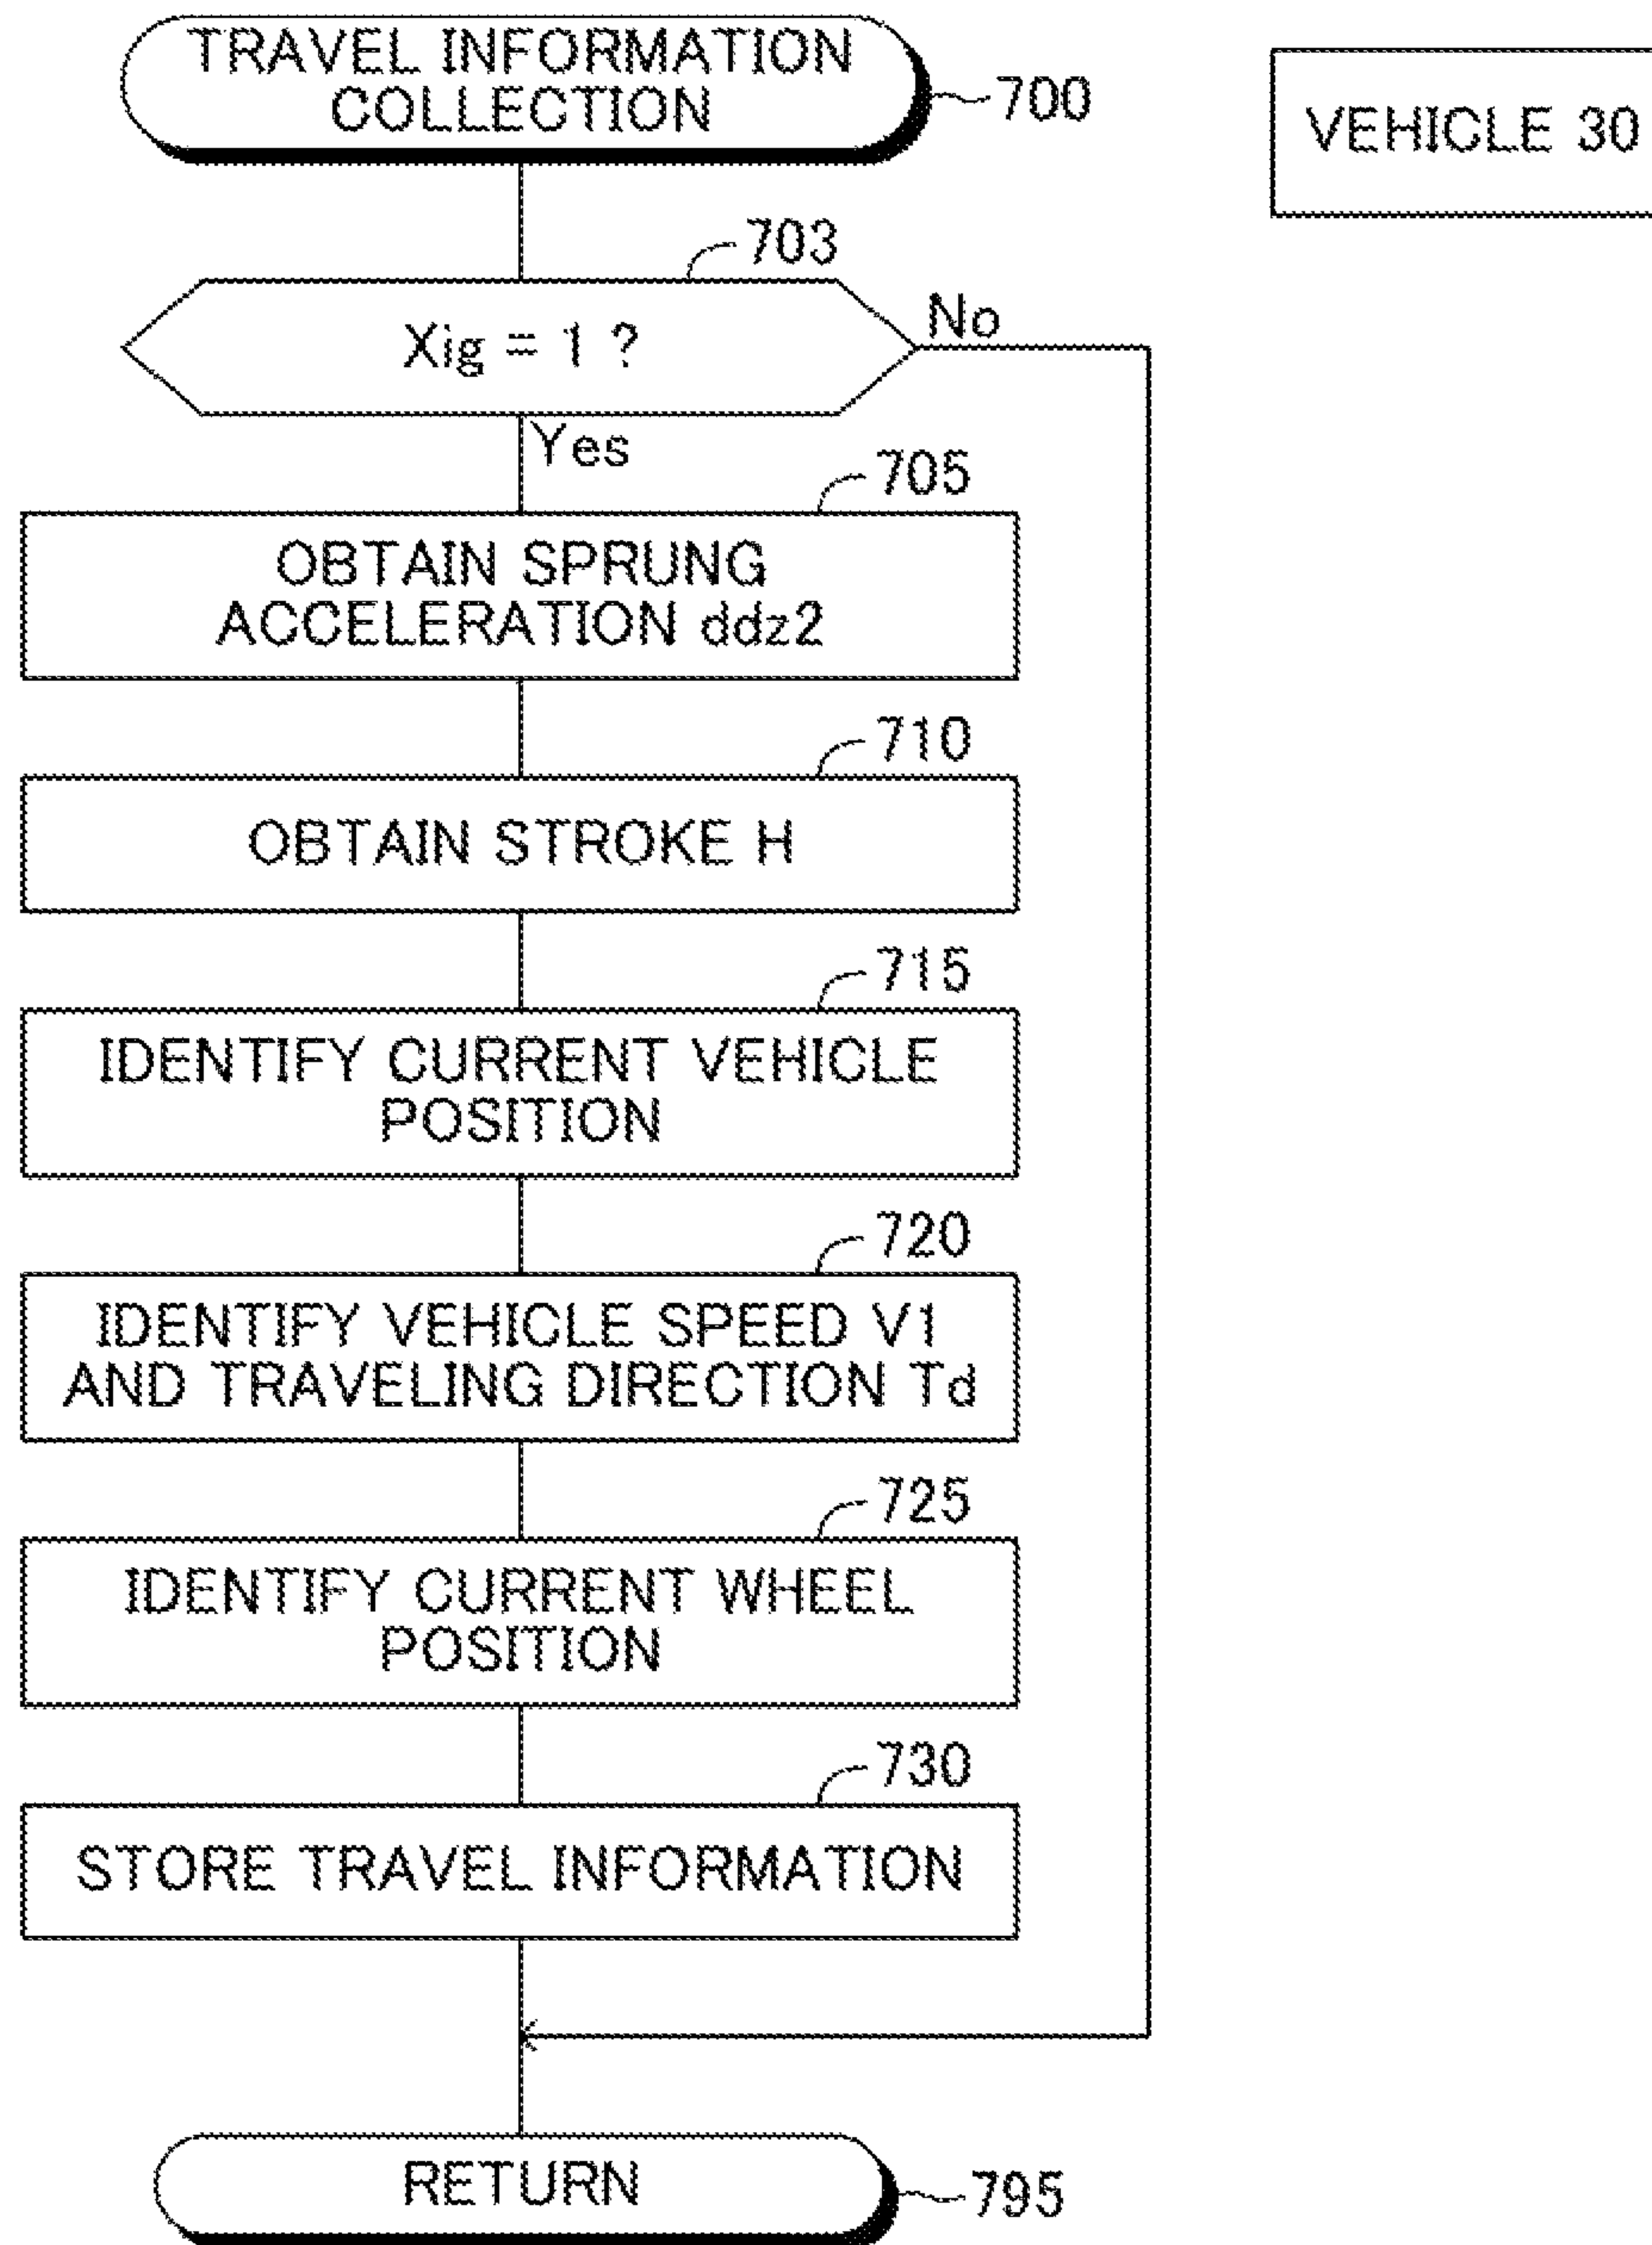 TRAVEL INFORMATION
COLLECTION
700
VEHICLE 30
703
Xig = 1 ?
No
Yes
705
OBTAIN SPRUNG
ACCELERATION ddz2
710
OBTAIN STROKE H
715
IDENTIFY CURRENT VEHICLE
POSITION
720
IDENTIFY VEHICLE SPEED V1
AND TRAVELING DIRECTION Td
725
IDENTIFY CURRENT WHEEL
POSITION
730
STORE TRAVEL INFORMATION
RETURN
795